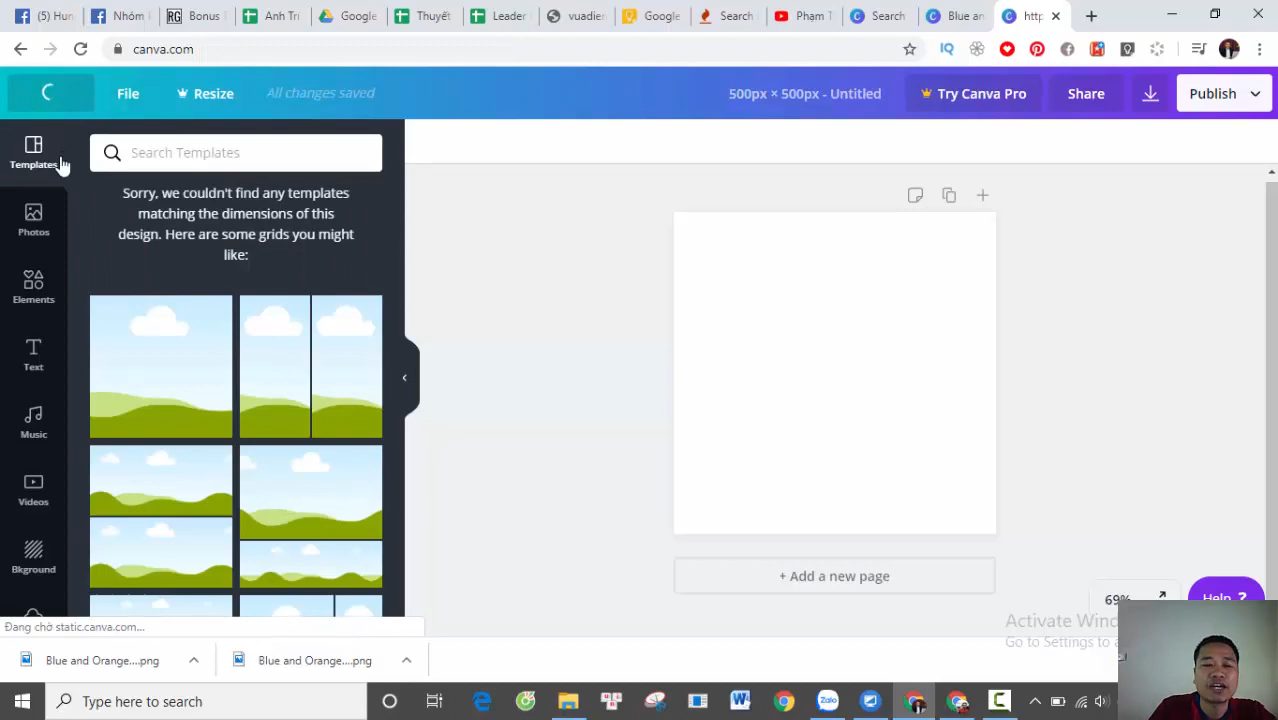 (5) Hun
Nhóm
RG Bonus
Anh Tri
Google
Thuyết
Leader
vuadien
Google
Search
Phạm T
Search
Blue an
http
canva.com
File
Resize
All changes saved
500px × 500px - Untitled
Try Canva Pro
Share
Publish
Templates
Photos
Elements
Text
Music
Videos
Bkground
Search Templates
Sorry, we couldn't find any templates
matching the dimensions of this
design. Here are some grids you might
like:
+ Add a new page
69%
Help ?
Activate Wind
Go to Settings to a
Đang chờ static.canva.com...
Blue and Orange....png
Blue and Orange....png
Type here to search
Zalo